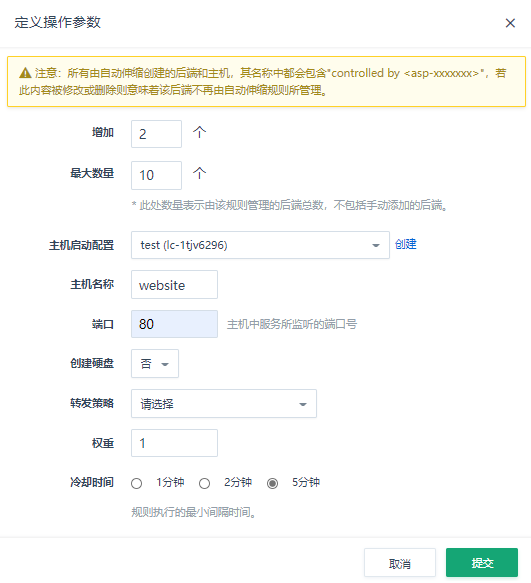 定义操作参数
注意：所有由自动伸缩创建的后端和主机，其名称中都会包含"controlled by <asp-xxxxxxx>"，若
此内容被修改或删除则意味着该后端不再由自动伸缩规则所管理。
增加 2 个
最大数量 10 个
* 此处数量表示由该规则管理的后端总数，不包括手动添加的后端。
主机启动配置 test (lc-1tjv6296) 创建
主机名称 website
端口 80 主机中服务所监听的端口号
创建硬盘 否
转发策略 请选择
权重 1
冷却时间 1分钟 2分钟 5分钟
规则执行的最小间隔时间。
取消 提交